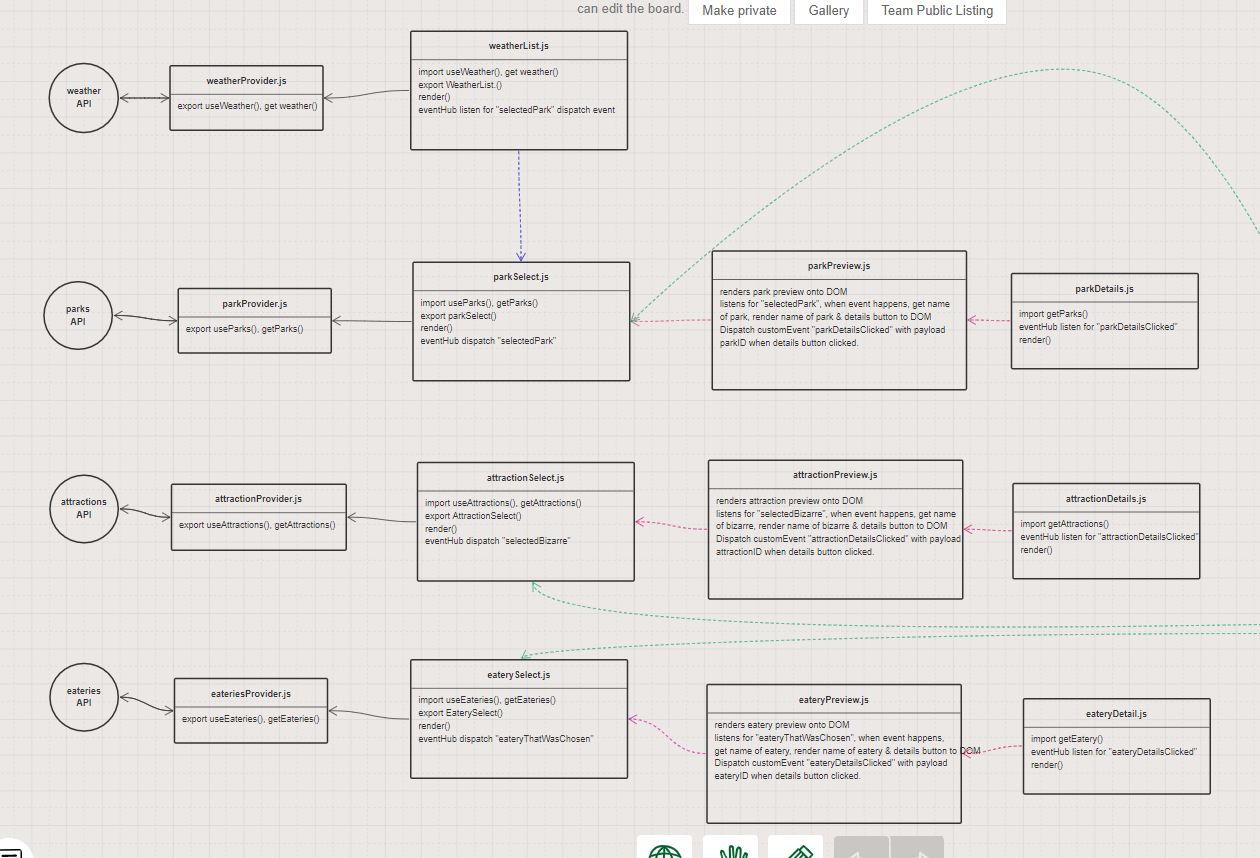 can edit the board.
Make private
Gallery
Team Public Listing
weatherList.js
import useWeather(), get weather()
export WeatherList.()
render()
eventHub listen for "selectedPark" dispatch event
weather
API
weatherProvider.js
export useWeather(), get weather()
parkSelect.js
import useParks(), getParks()
export parkSelect()
render()
eventHub dispatch "selectedPark"
parkPreview.js
renders park preview onto DOM
listens for "selectedPark", when event happens, get name
of park, render name of park & details button to DOM
Dispatch customEvent "parkDetailsClicked" with payload
parkID when details button clicked.
parkDetails.js
import getParks()
eventHub listen for "parkDetailsClicked"
render()
parks
API
parkProvider.js
export useParks(), getParks()
attractionSelect.js
import useAttractions(), getAttractions()
export AttractionSelect()
render()
eventHub dispatch "selectedBizarre"
attractionPreview.js
renders attraction preview onto DOM
listens for "selectedBizarre", when event happens, get name
of bizarre, render name of bizarre & details button to DOM
Dispatch customEvent "attractionDetailsClicked" with payload
attractionID when details button clicked.
attractionDetails.js
import getAttractions()
eventHub listen for "attractionDetailsClicked"
render()
attractions
API
attractionProvider.js
export useAttractions(), getAttractions()
eaterySelect.js
import useEateries(), getEateries()
export EaterySelect()
render()
eventHub dispatch "eateryThatWasChosen"
eateryPreview.js
renders eatery preview onto DOM
listens for "eateryThatWasChosen", when event happens,
get name of eatery, render name of eatery & details button to DOM
Dispatch customEvent "eateryDetailsClicked" with payload
eateryID when details button clicked.
eateryDetail.js
import getEatery()
eventHub listen for "eateryDetailsClicked"
render()
eateries
API
eateriesProvider.js
export useEateries(), getEateries()